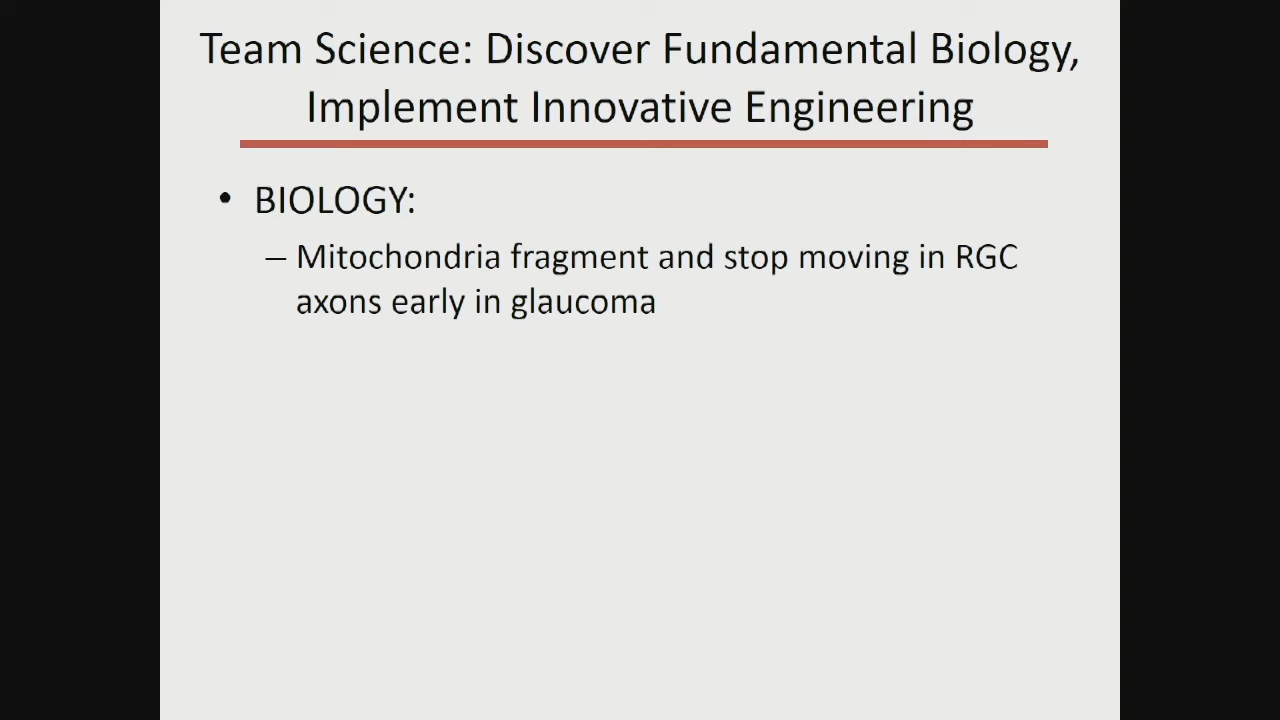 Team Science: Discover Fundamental Biology,
Implement Innovative Engineering
• BIOLOGY:
– Mitochondria fragment and stop moving in RGC
axons early in glaucoma